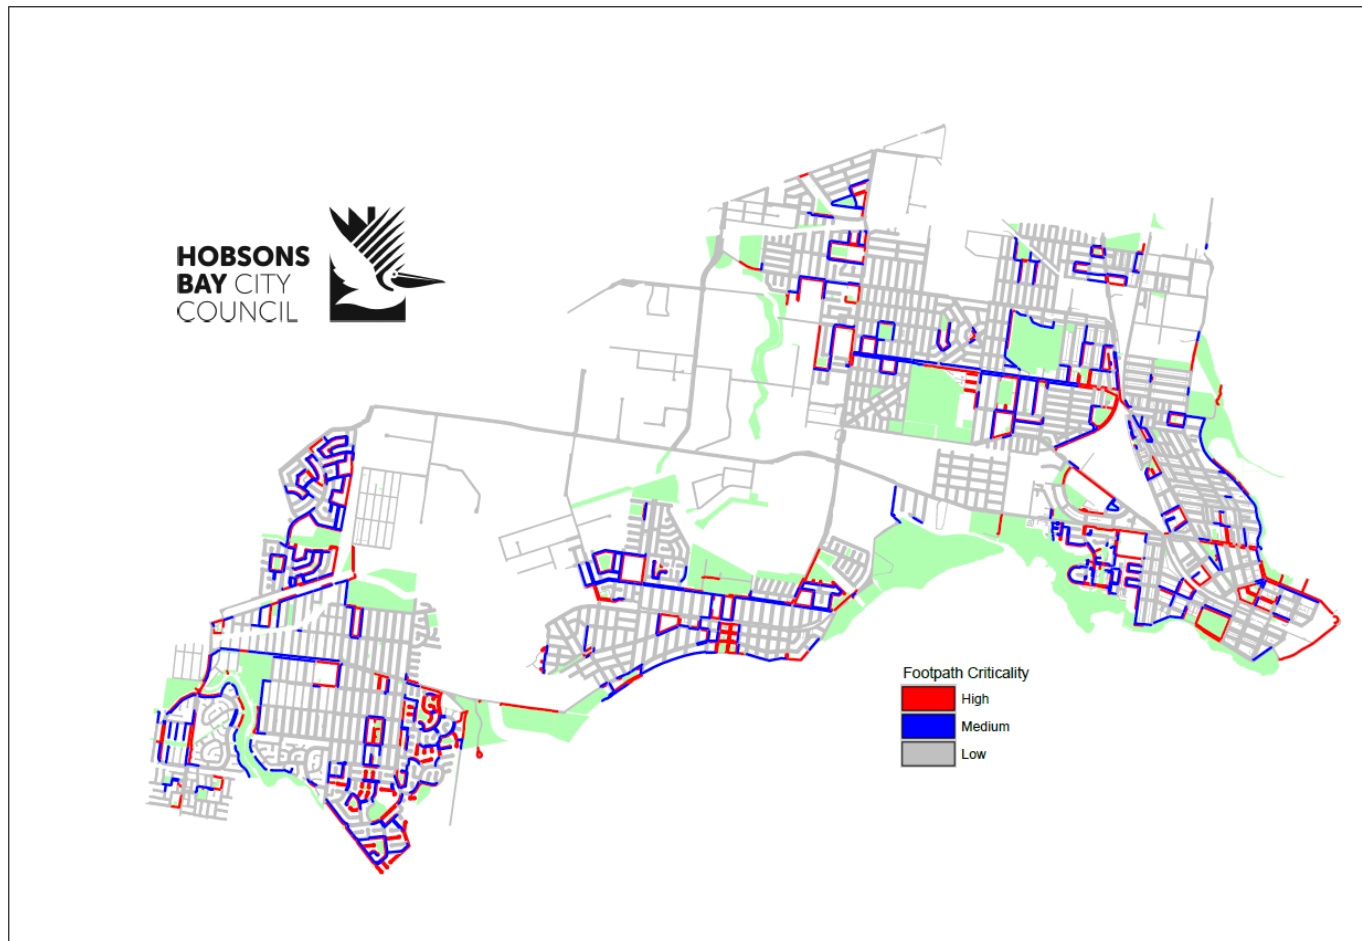 HOBSONS
BAY CITY
COUNCIL
Footpath Criticality
High
Medium
Low